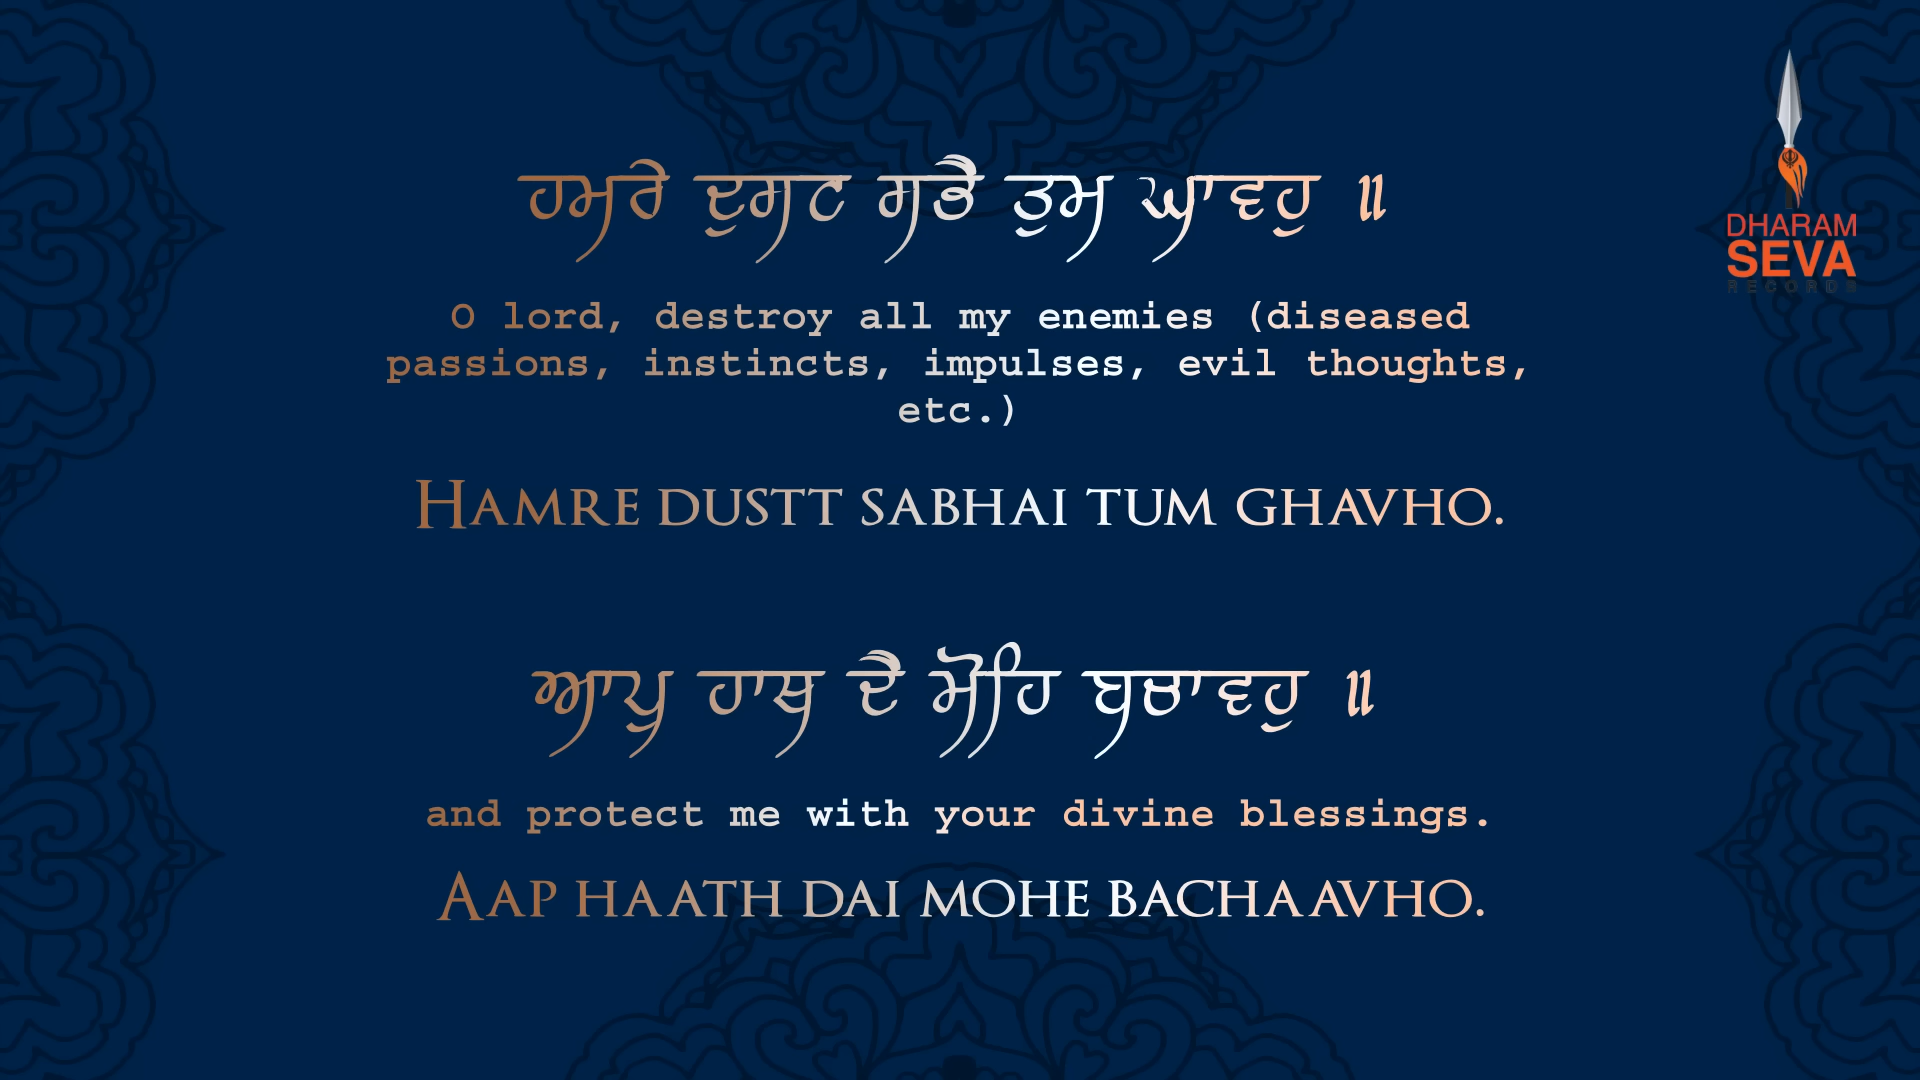 ਹਮਰੇ ਦੁਸਟ ਸਭੈ ਤੁਮ ਘਾਵਹੁ ॥
DHARAM
SEVA
RECORDS
O lord, destroy all my enemies (diseased
passions, instincts, impulses, evil thoughts,
etc.)
Hamre dustt sabhai tum ghavho.
ਆਪੁ ਹਾਥ ਦੈ ਮੋਹਿ ਬਚਾਵਹੁ ॥
and protect me with your divine blessings.
Aap haath dai mohe bachaavho.